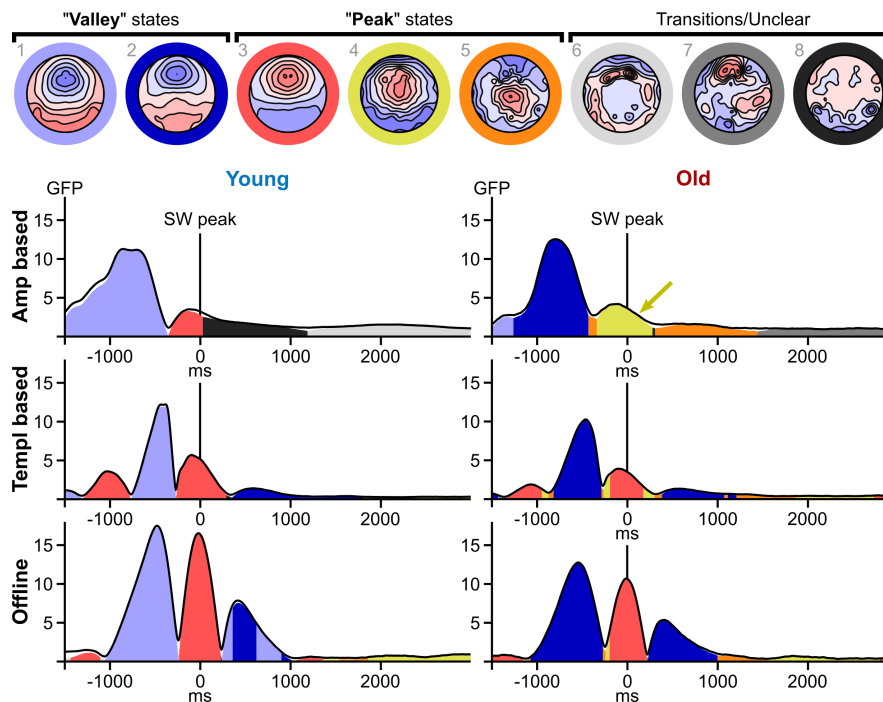 "Valley" states "Peak" states Transitions/Unclear
1 2 3 4 5 6 7 8
Young Old
GFP GFP
SW peak SW peak
Amp based
15 15
10 10
5 5
-1000 0 1000 2000 -1000 0 1000 2000
ms ms
Templ based
15 15
10 10
5 5
-1000 0 1000 2000 -1000 0 1000 2000
ms ms
Offline
15 15
10 10
5 5
-1000 0 1000 2000 -1000 0 1000 2000
ms ms